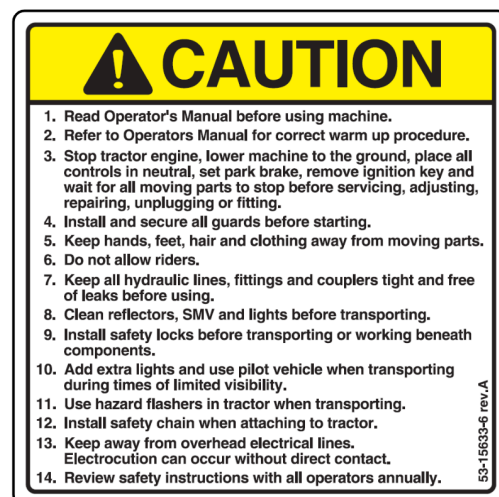 CAUTION
1. Read Operator's Manual before using machine.
2. Refer to Operators Manual for correct warm up procedure.
3. Stop tractor engine, lower machine to the ground, place all
controls in neutral, set park brake, remove ignition key and
wait for all moving parts to stop before servicing, adjusting,
repairing, unplugging or fitting.
4. Install and secure all guards before starting.
5. Keep hands, feet, hair and clothing away from moving parts.
6. Do not allow riders.
7. Keep all hydraulic lines, fittings and couplers tight and free
of leaks before using.
8. Clean reflectors, SMV and lights before transporting.
9. Install safety locks before transporting or working beneath
components.
10. Add extra lights and use pilot vehicle when transporting
during times of limited visibility.
11. Use hazard flashers in tractor when transporting.
12. Install safety chain when attaching to tractor.
13. Keep away from overhead electrical lines.
Electrocution can occur without direct contact.
14. Review safety instructions with all operators annually.
53-15633-6 rev.A